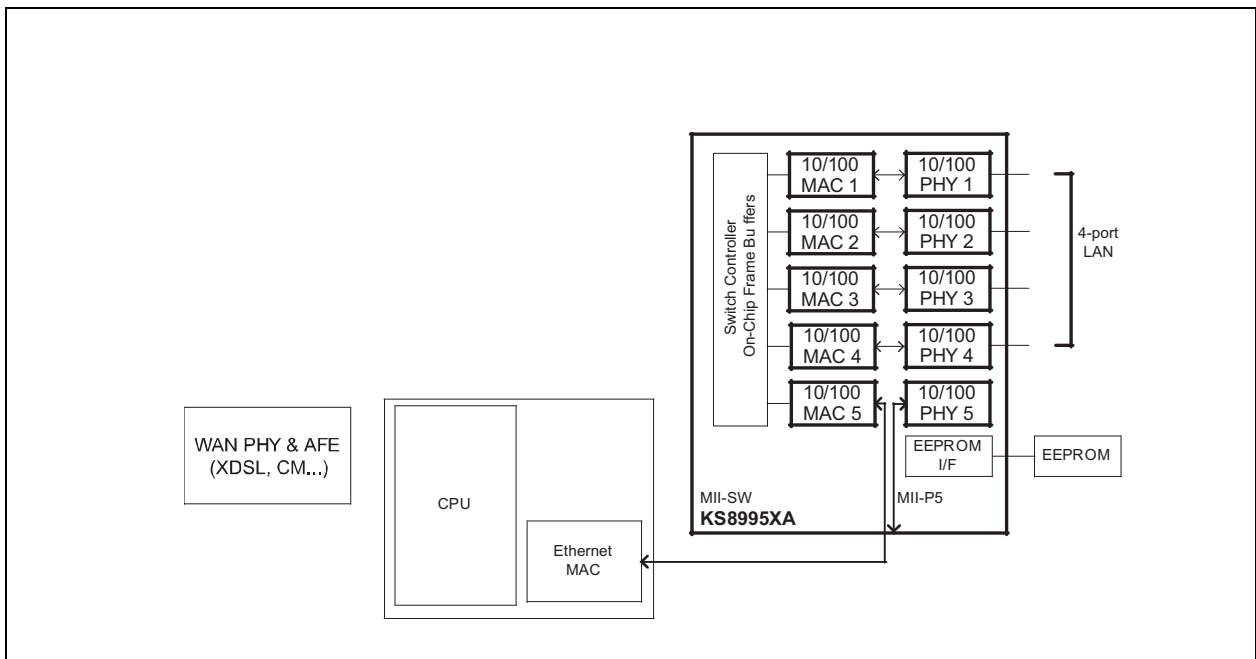 10/100
MAC 1
10/100
PHY 1
10/100
MAC 2
10/100
PHY 2
10/100
MAC 3
10/100
PHY 3
10/100
MAC 4
10/100
PHY 4
10/100
MAC 5
10/100
PHY 5
Switch Controller
On-Chip Frame Buffers
4-port
LAN
EEPROM
I/F
EEPROM
MII-SW
MII-P5
KS8995XA
WAN PHY & AFE
(XDSL, CM...)
CPU
Ethernet
MAC